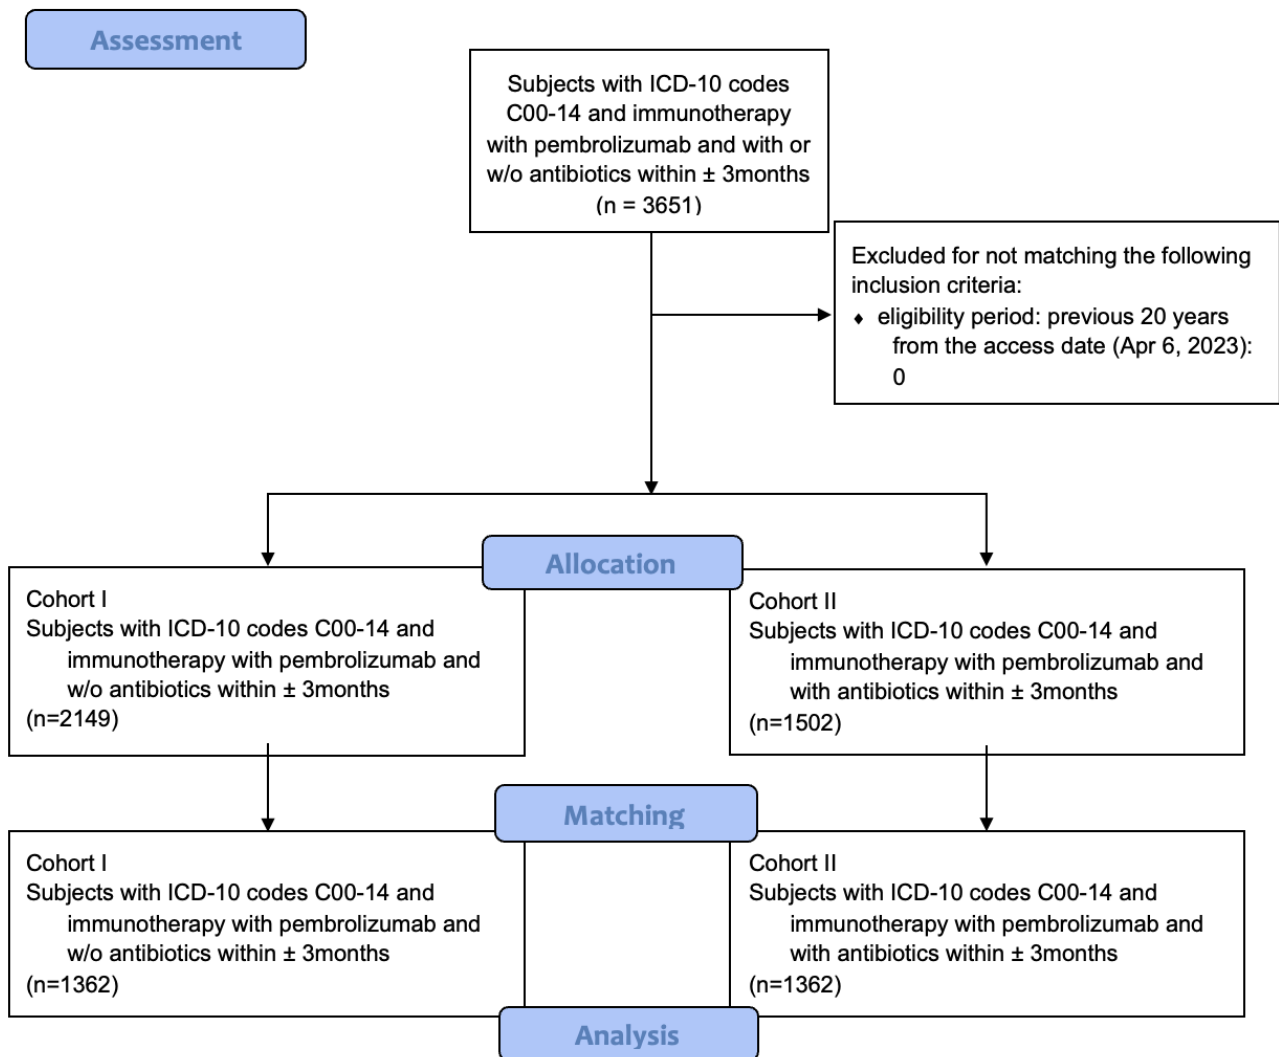 Assessment
Subjects with ICD-10 codes
C00-14 and immunotherapy
with pembrolizumab and with or
w/o antibiotics within ± 3months
(n = 3651)
Excluded for not matching the following
inclusion criteria:
♦ eligibility period: previous 20 years
from the access date (Apr 6, 2023):
0
Allocation
Cohort I
Subjects with ICD-10 codes C00-14 and
immunotherapy with pembrolizumab and
w/o antibiotics within ± 3months
(n=2149)
Cohort II
Subjects with ICD-10 codes C00-14 and
immunotherapy with pembrolizumab and
with antibiotics within ± 3months
(n=1502)
Matching
Cohort I
Subjects with ICD-10 codes C00-14 and
immunotherapy with pembrolizumab and
w/o antibiotics within ± 3months
(n=1362)
Cohort II
Subjects with ICD-10 codes C00-14 and
immunotherapy with pembrolizumab and
with antibiotics within ± 3months
(n=1362)
Analysis